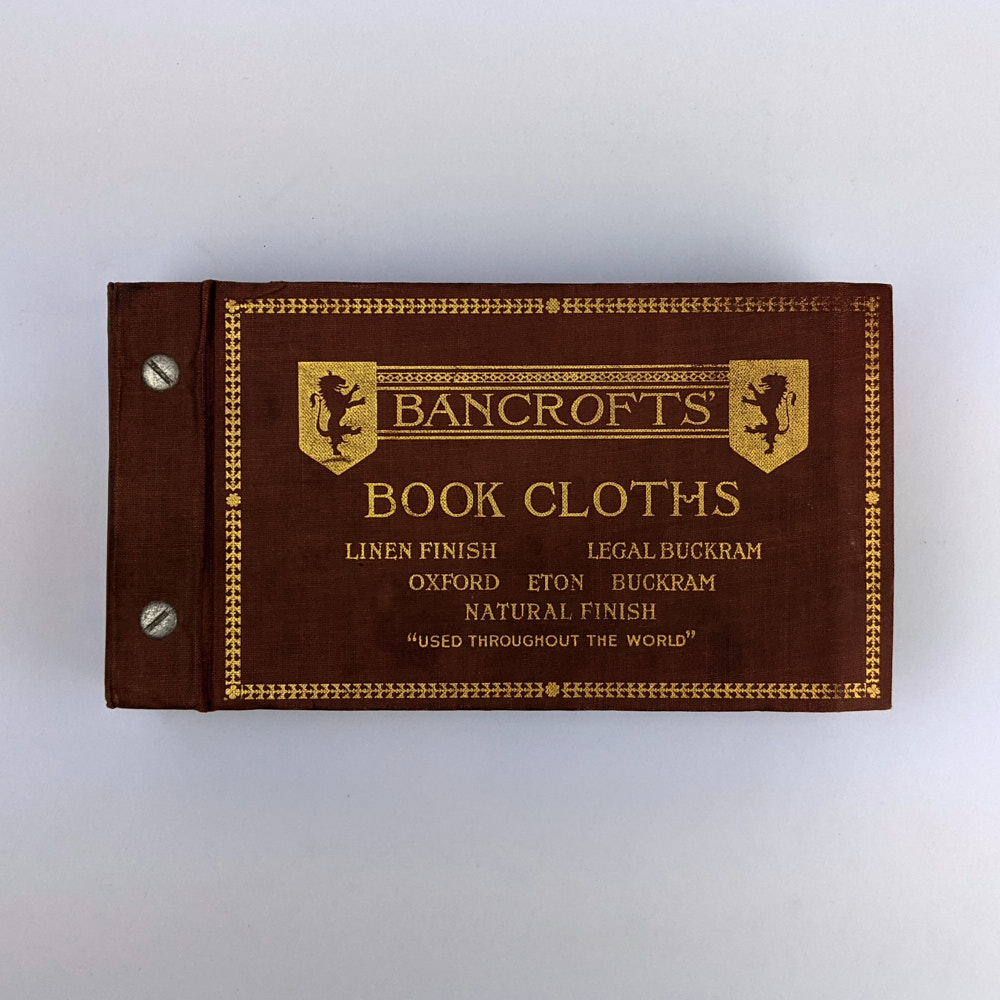 BANCROFTS'
BOOK CLOTHS
LINEN FINISH LEGAL BUCKRAM
OXFORD ETON BUCKRAM
NATURAL FINISH
"USED THROUGHOUT THE WORLD"